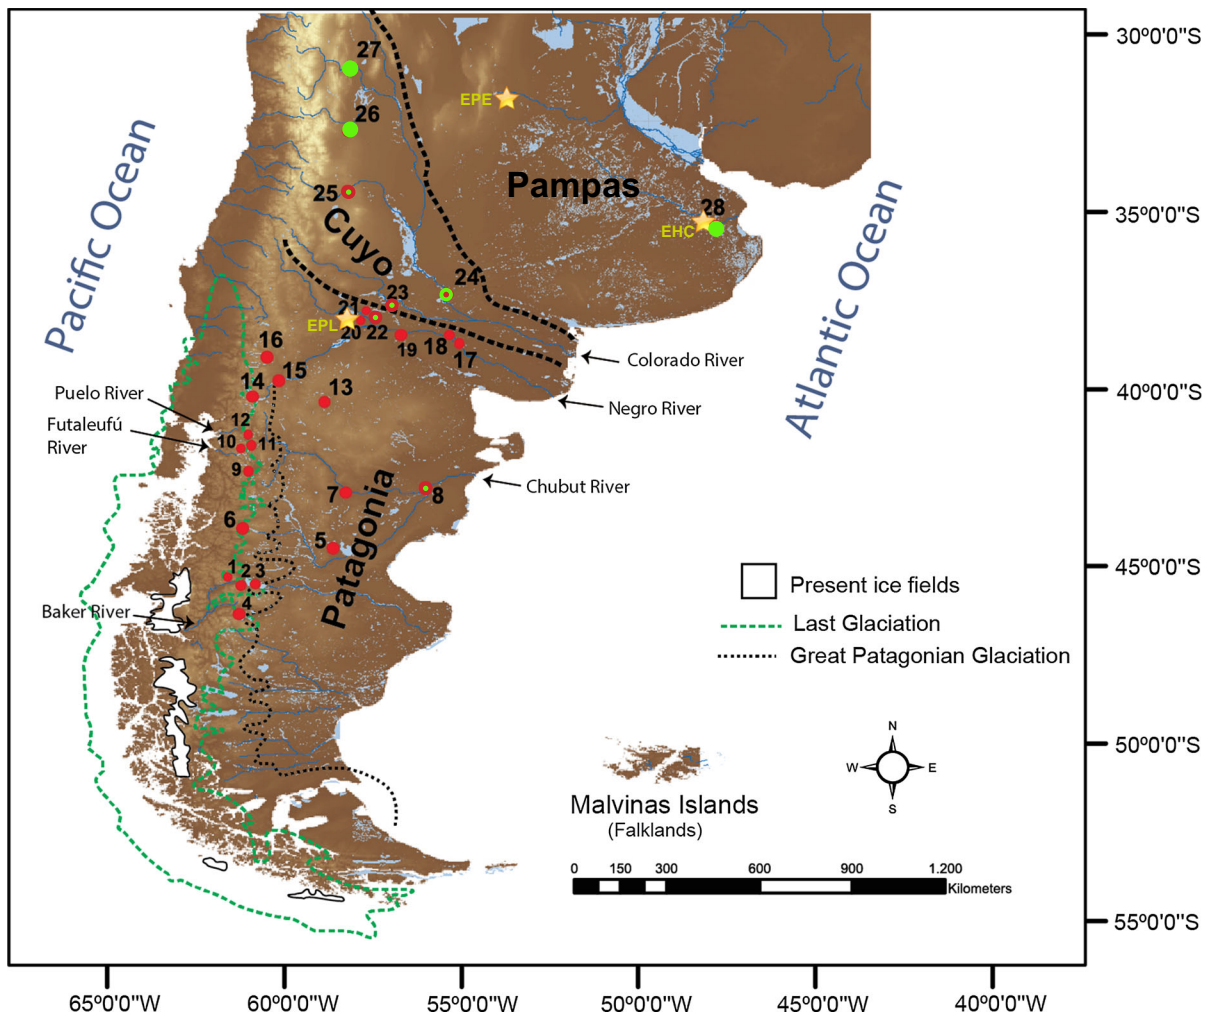 30º0'0"S
27
EPE
26
Pampas
25
35º0'0"S
28
EHC
Cuyo
Pacific Ocean
Atlantic Ocean
24
23
21
EPL
20
22
19
18
17
16
15
14
13
Colorado River
Negro River
40º0'0"S
Puelo River
Futaleufú
River
12
10
11
9
7
8
Chubut River
6
5
Patagonia
45º0'0"S
1
2
3
4
Baker River
Present ice fields
Last Glaciation
Great Patagonian Glaciation
50º0'0"S
N
W
E
S
Malvinas Islands
(Falklands)
0 150 300 600 900 1.200
Kilometers
55º0'0"S
65º0'0"W 60º0'0"W 55º0'0"W 50º0'0"W 45º0'0"W 40º0'0"W